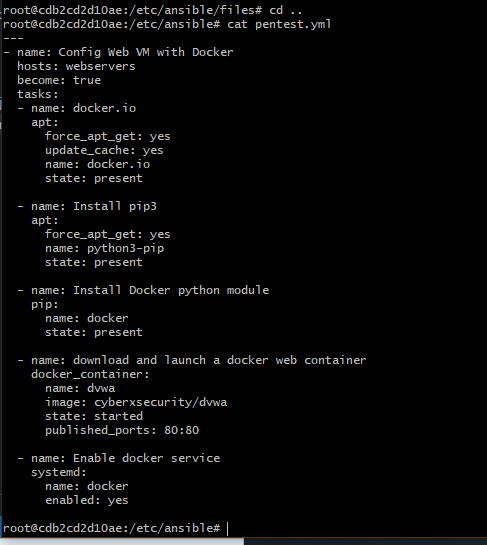 root@cdb2cd2d10ae:/etc/ansible/files# cd ..
root@cdb2cd2d10ae:/etc/ansible# cat pentest.yml
---
- name: Config Web VM with Docker
  hosts: webservers
  become: true
  tasks:
  - name: docker.io
    apt:
      force_apt_get: yes
      update_cache: yes
      name: docker.io
      state: present

  - name: Install pip3
    apt:
      force_apt_get: yes
      name: python3-pip
      state: present

  - name: Install Docker python module
    pip:
      name: docker
      state: present

  - name: download and launch a docker web container
    docker_container:
      name: dvwa
      image: cyberxsecurity/dvwa
      state: started
      published_ports: 80:80

  - name: Enable docker service
    systemd:
      name: docker
      enabled: yes

root@cdb2cd2d10ae:/etc/ansible#